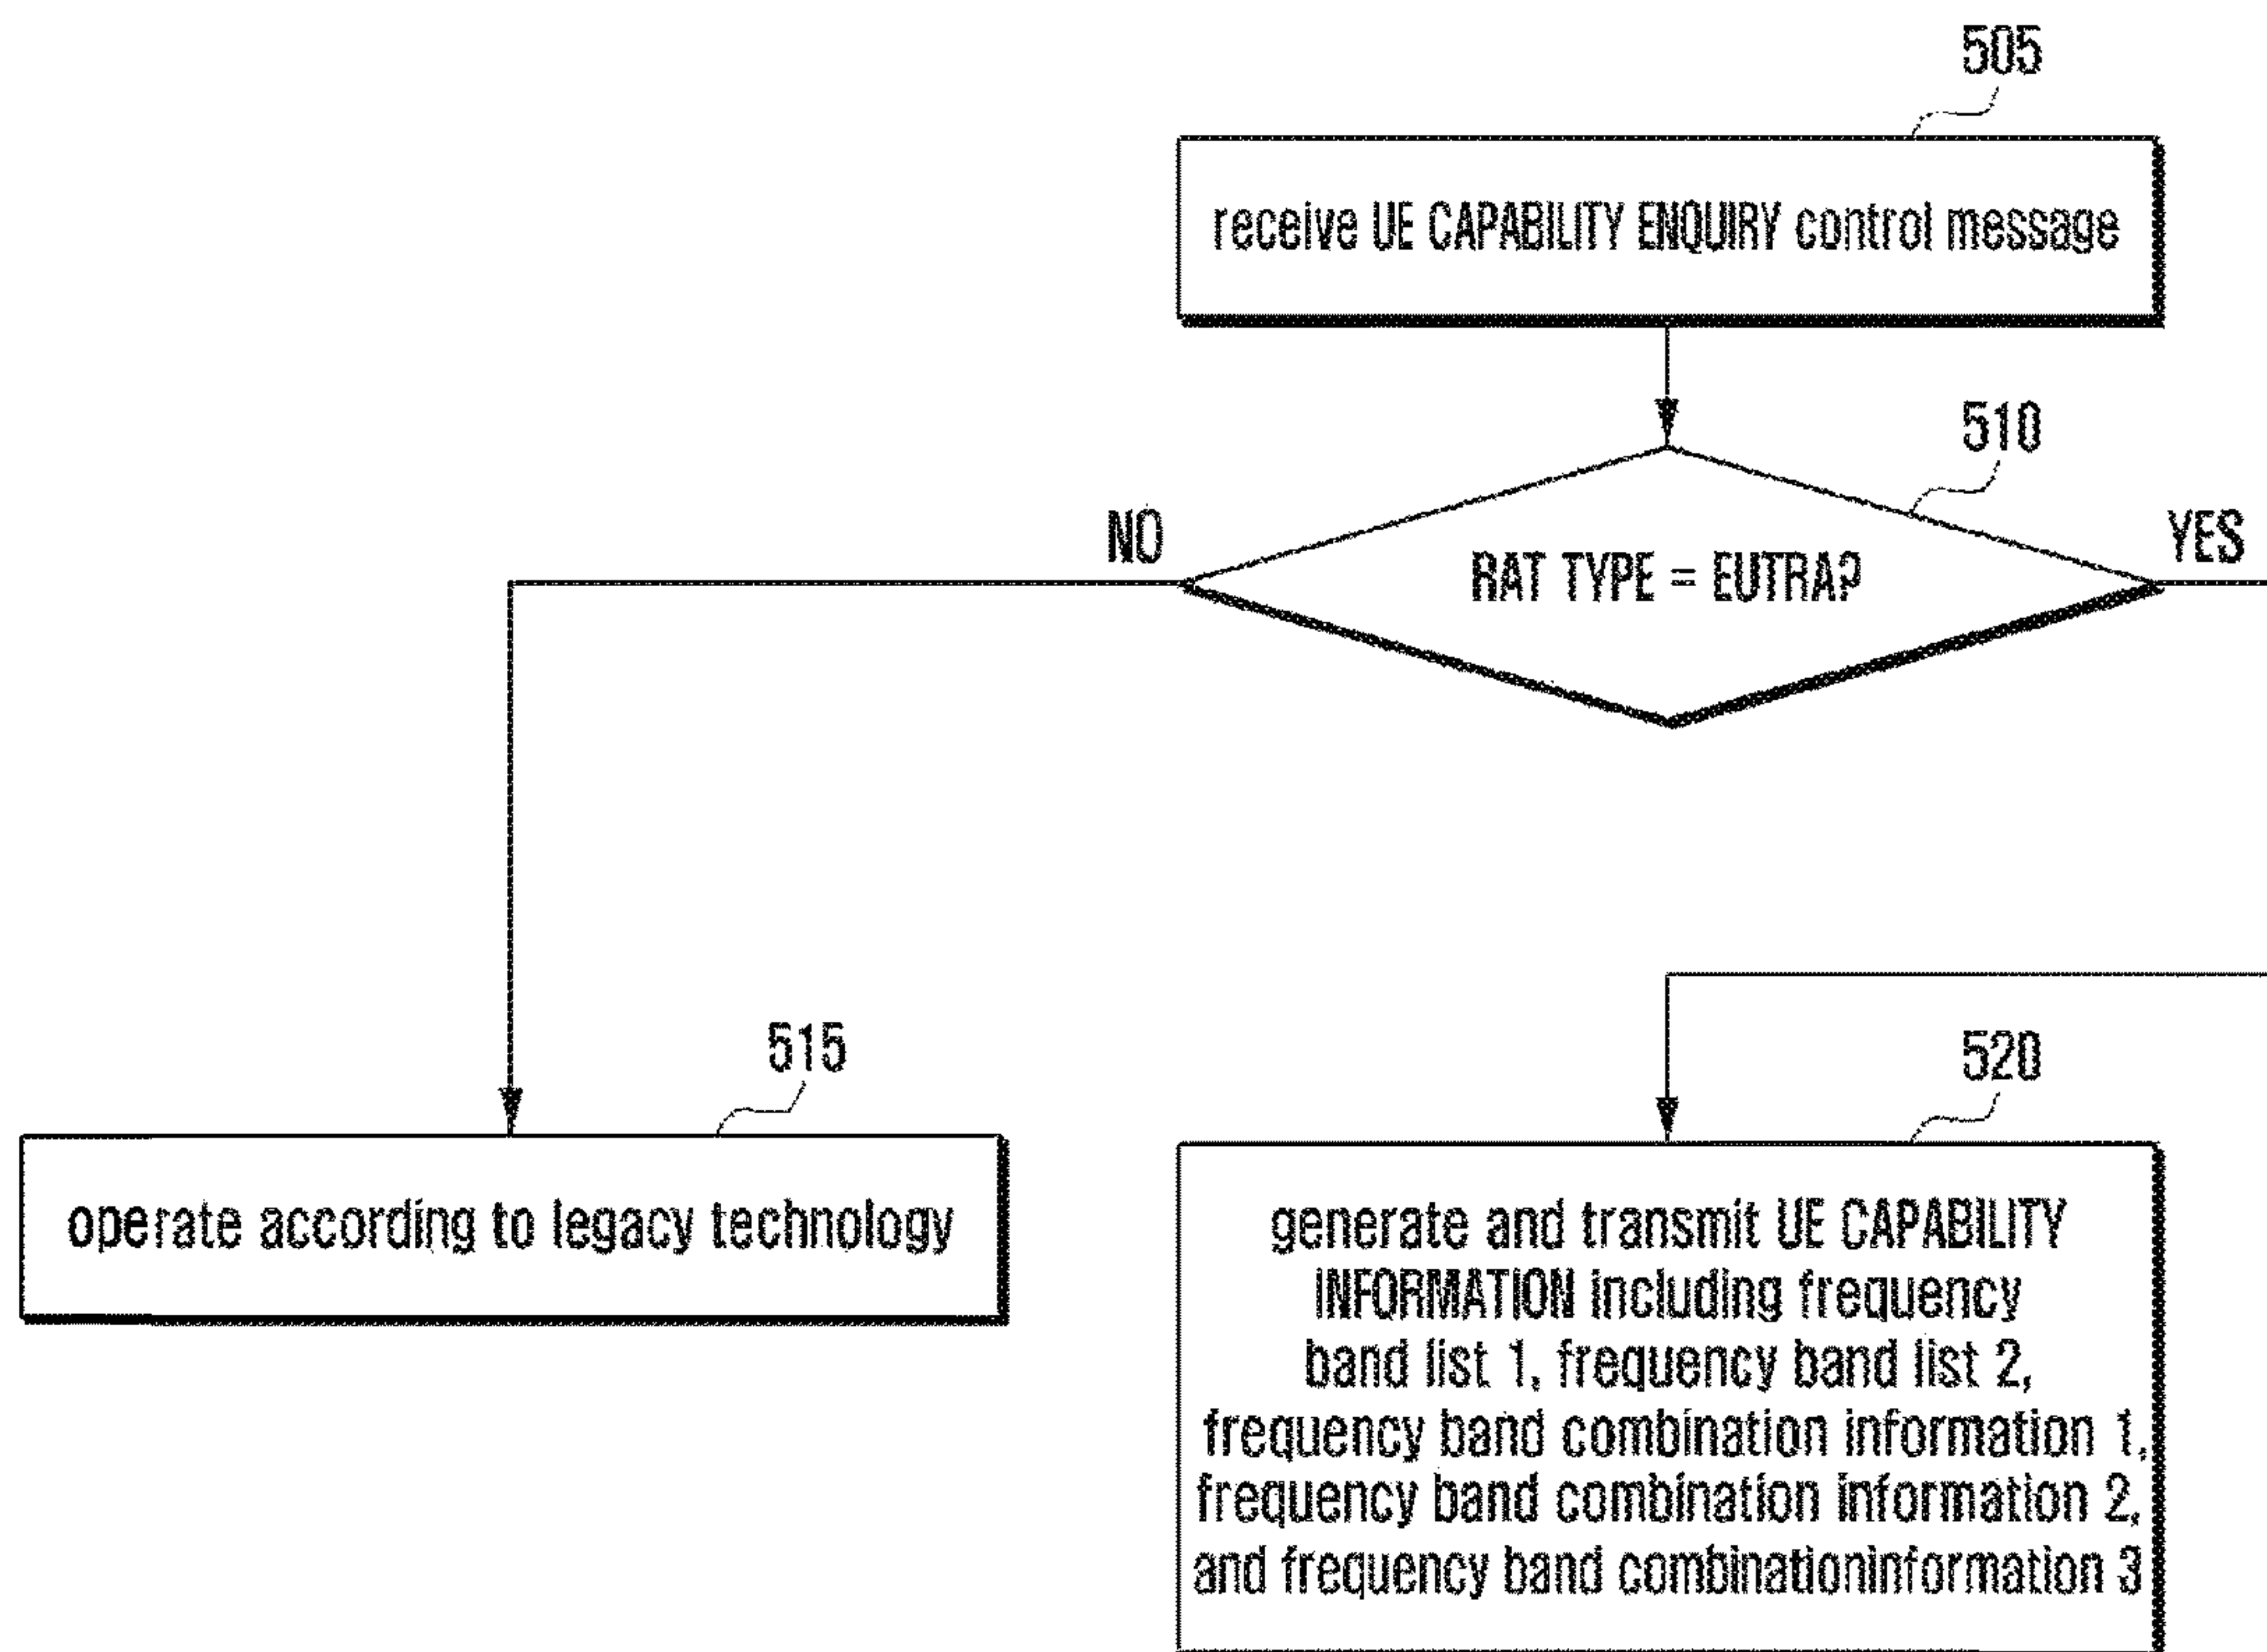 505
receive UE CAPABILITY ENQUIRY control message
510
NO
RAT TYPE = EUTRA?
YES
515
operate according to legacy technology
520
generate and transmit UE CAPABILITY
INFORMATION including frequency
band list 1, frequency band list 2,
frequency band combination information 1,
frequency band combination information 2,
and frequency band combinationinformation 3